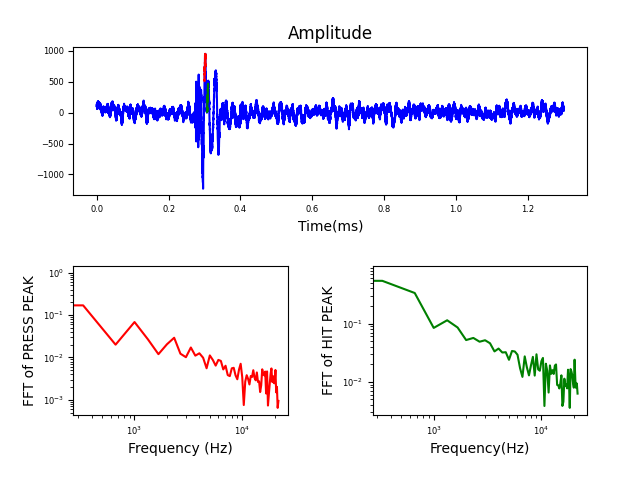 Amplitude
1000
500
0
−500
−1000
0.0 0.2 0.4 0.6 0.8 1.0 1.2
Time(ms)
FFT of PRESS PEAK
10⁰
10⁻¹
10⁻²
10⁻³
10³ 10⁴
Frequency (Hz)
FFT of HIT PEAK
10⁻¹
10⁻²
10³ 10⁴
Frequency(Hz)